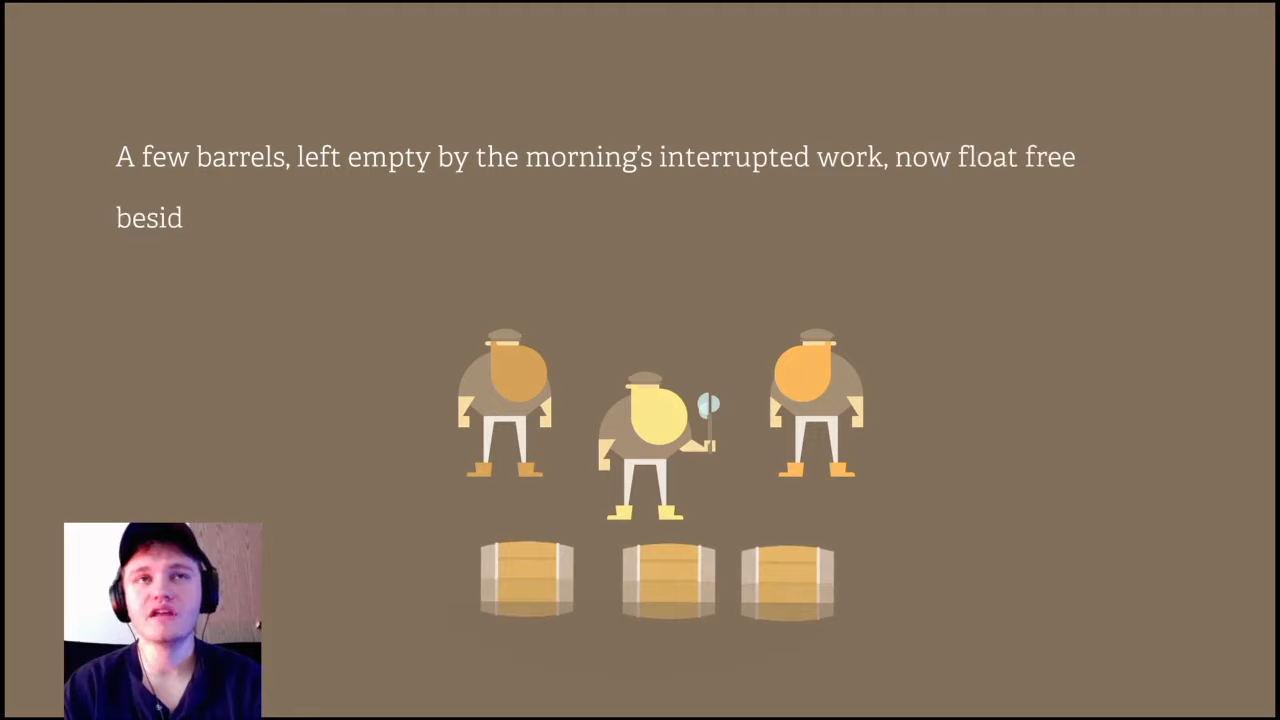 A few barrels, left empty by the morning’s interrupted work, now float free
besid